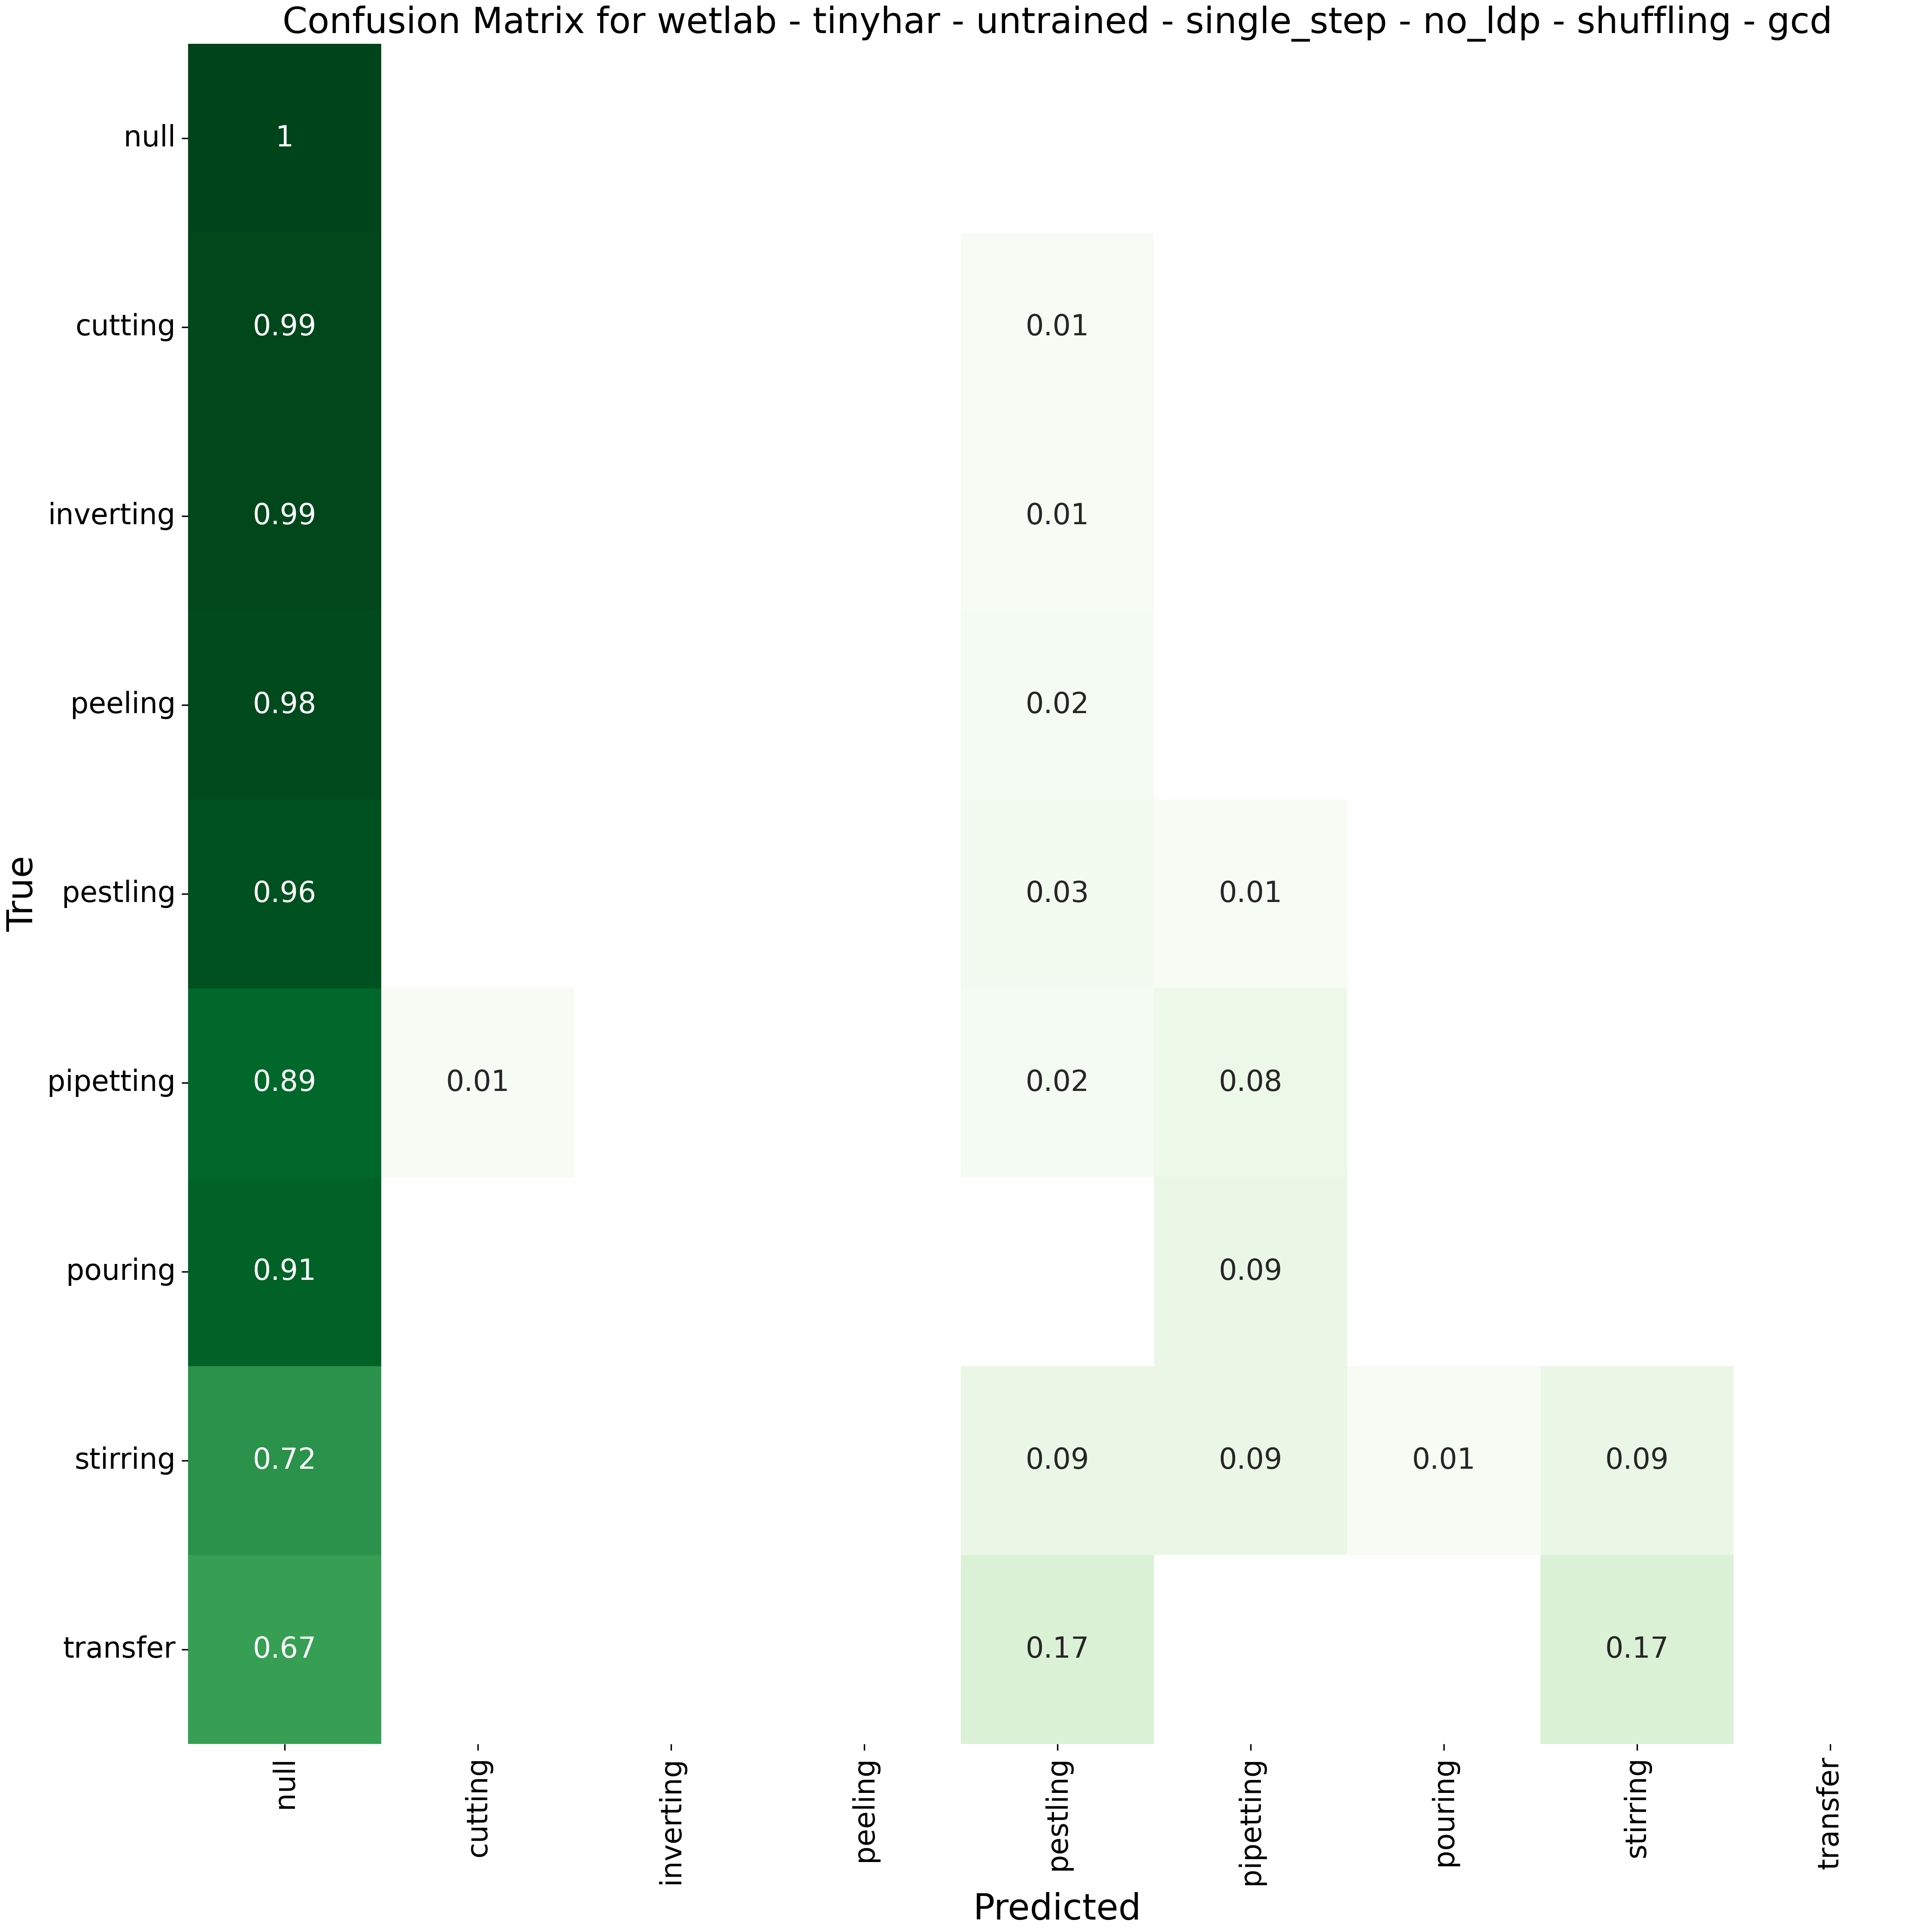 Confusion Matrix for wetlab - tinyhar - untrained - single_step - no_ldp - shuffling - gcd
null 1
cutting 0.99 0.01
inverting 0.99 0.01
peeling 0.98 0.02
pestling 0.96 0.03 0.01
pipetting 0.89 0.01 0.02 0.08
pouring 0.91 0.09
stirring 0.72 0.09 0.09 0.01 0.09
transfer 0.67 0.17 0.17
True
null cutting inverting peeling pestling pipetting pouring stirring transfer
Predicted